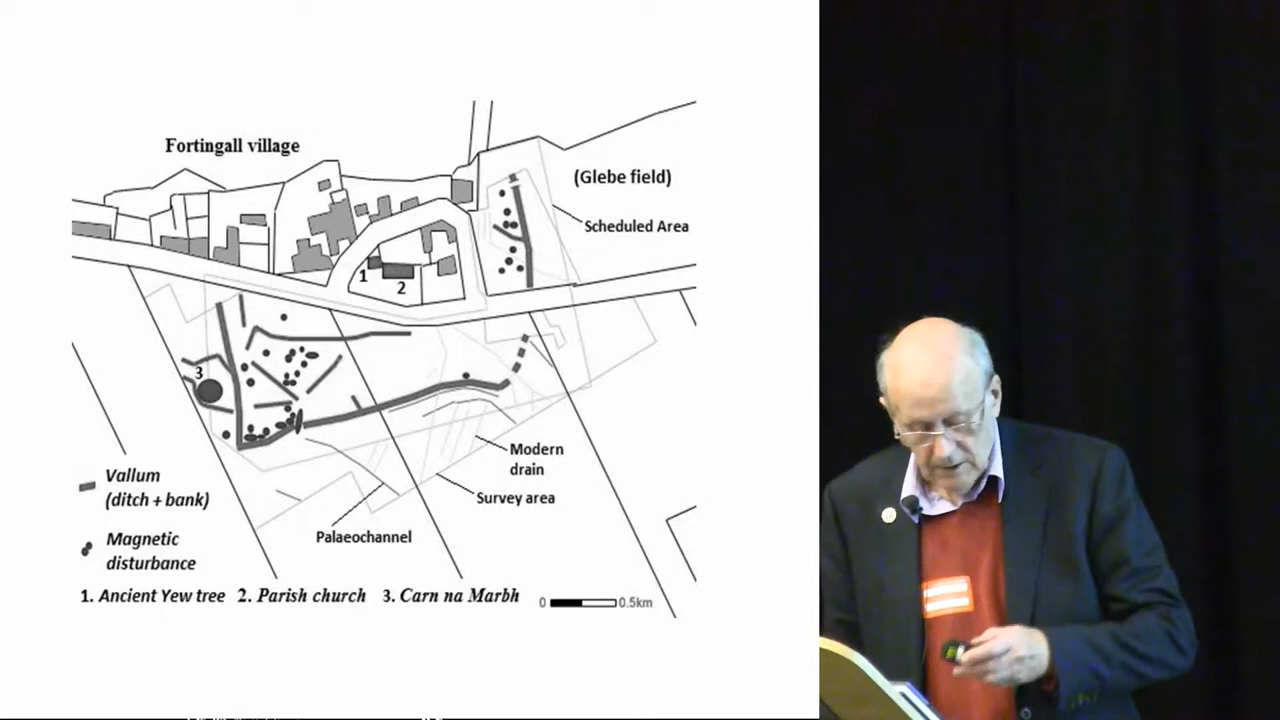 Fortingall village
(Glebe field)
Scheduled Area
1
2
3
Modern
drain
Survey area
Palaeochannel
Vallum
(ditch + bank)
Magnetic
disturbance
1. Ancient Yew tree 2. Parish church 3. Carn na Marbh
0 0.5km